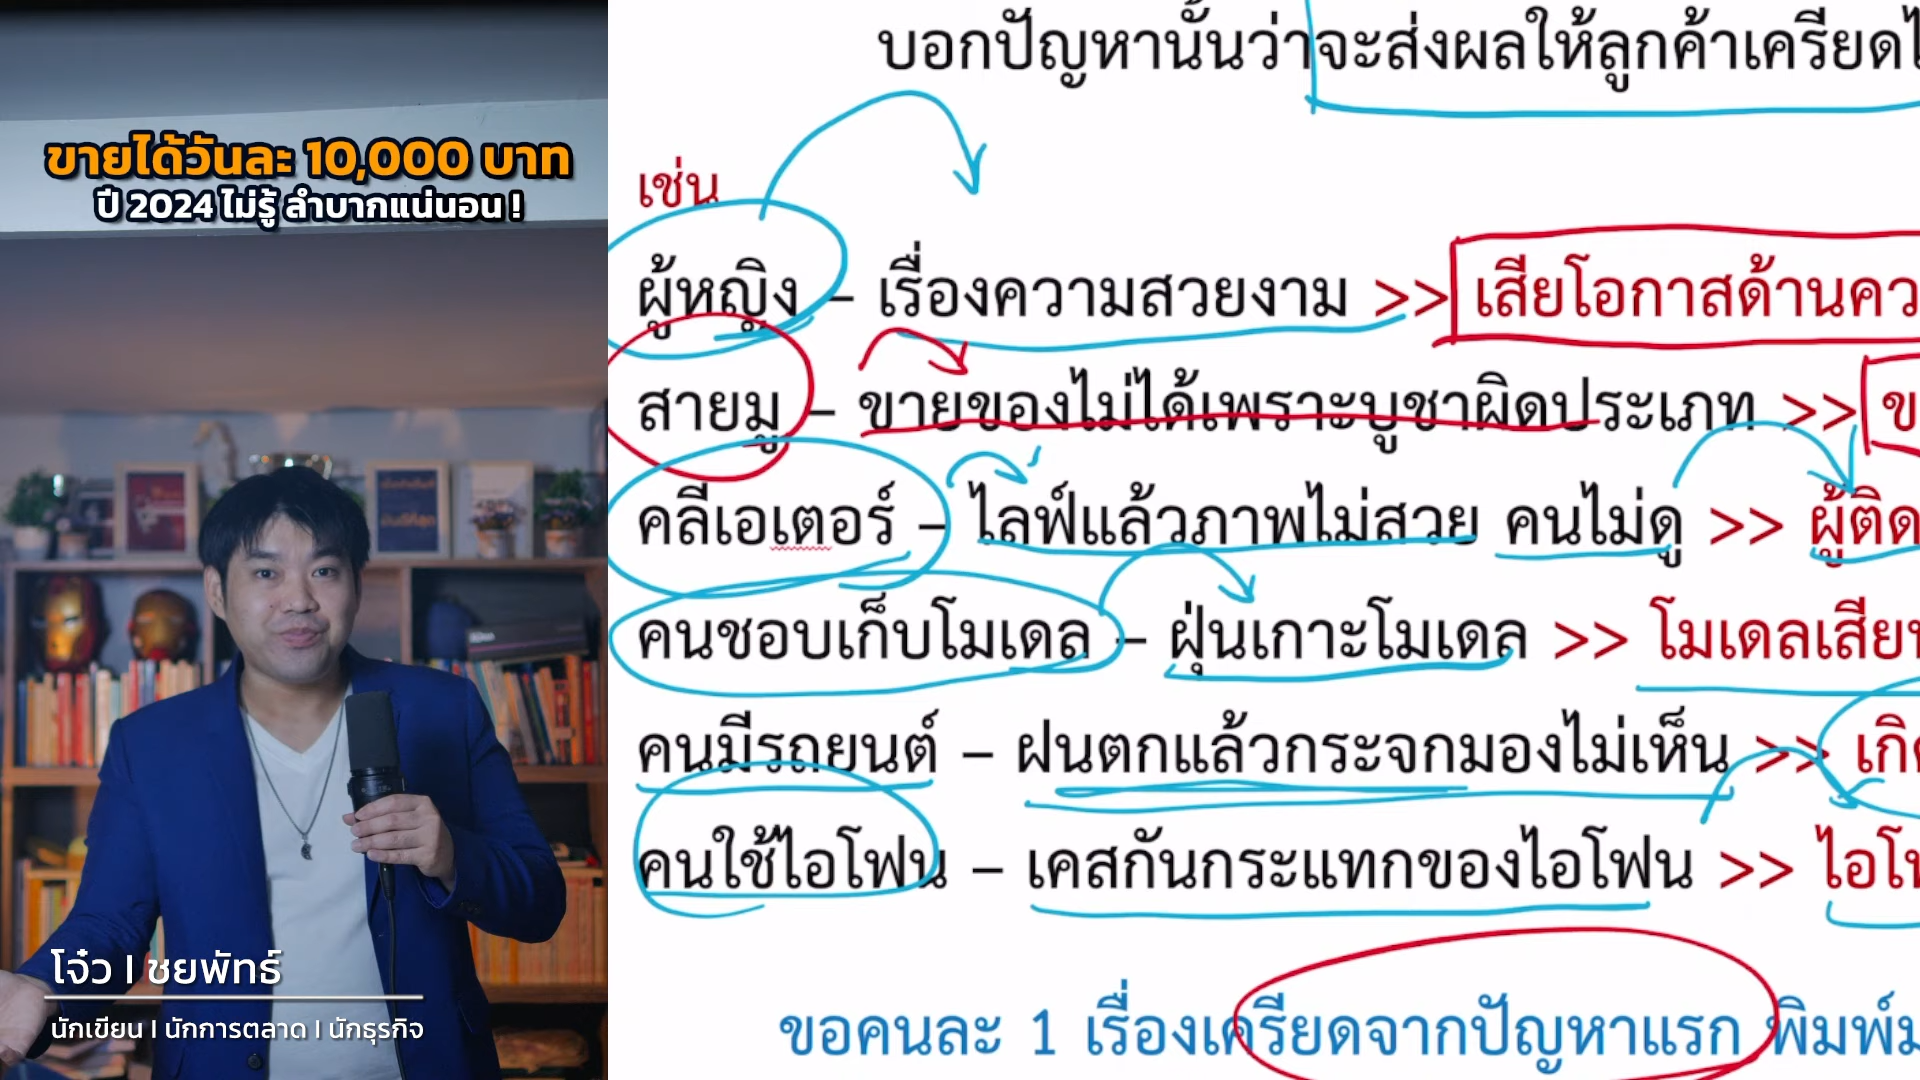 ขายได้วันละ 10,000 บาท
ปี 2024 ไม่รู้ ลำบากแน่นอน !
โจ๋ว I ชยพัทธ์
นักเขียน I นักการตลาด I นักธุรกิจ
บอกปัญหานั้นว่าจะส่งผลให้ลูกค้าเครียด
เช่น
ผู้หญิง – เรื่องความสวยงาม >> เสียโอกาสด้าน
สายมู – ขายของไม่ได้เพราะบูชาผิดประเภท >>
คลีเอเตอร์ – ไลฟ์แล้วภาพไม่สวย คนไม่ดู >> ผู้ติด
คนชอบเก็บโมเดล – ฝุ่นเกาะโมเดล >> โมเดลเสีย
คนมีรถยนต์ – ฝนตกแล้วกระจกมองไม่เห็น >>
คนใช้ไอโฟน – เคสกันกระแทกของไอโฟน >>
ขอคนละ 1 เรื่องเครียดจากปัญหาแรก พิมพ์